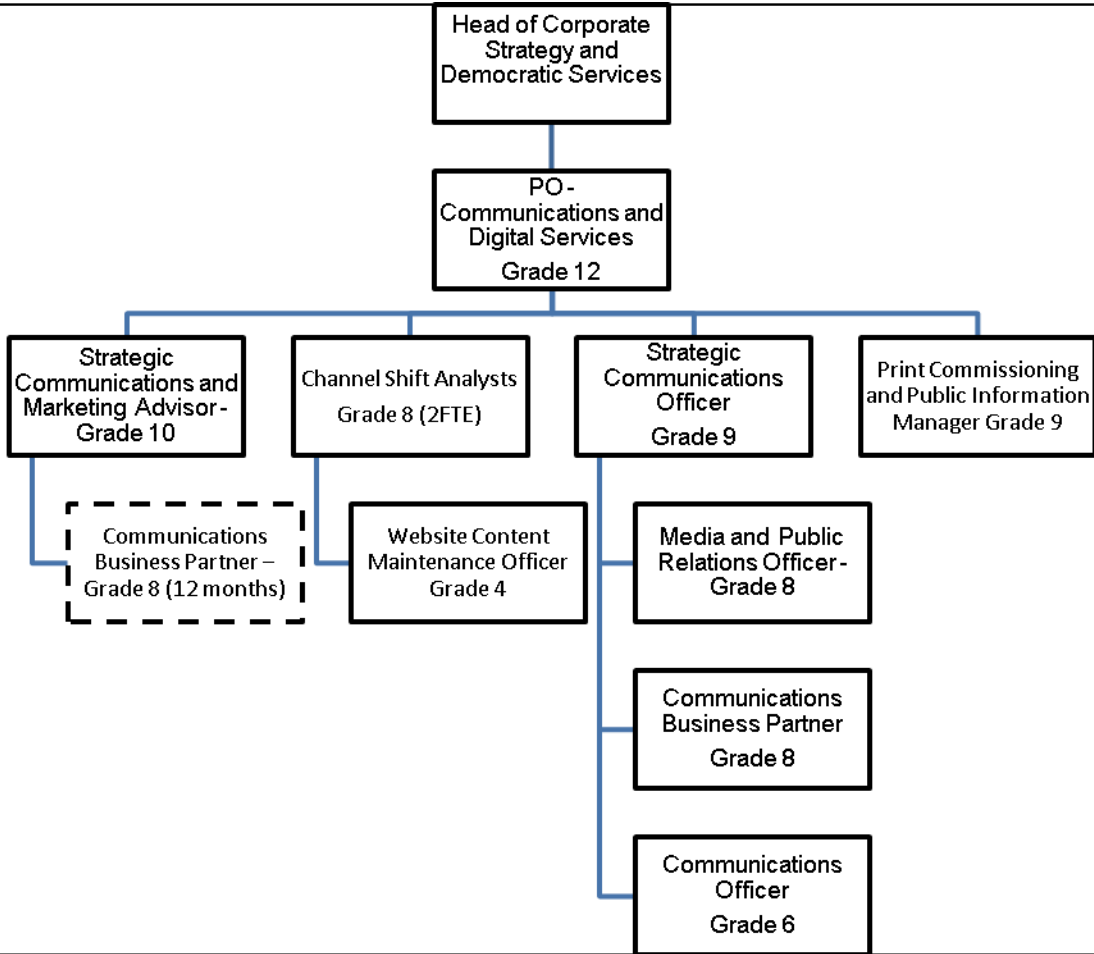 Head of Corporate
Strategy and
Democratic Services
PO -
Communications and
Digital Services
Grade 12
Strategic
Communications and
Marketing Advisor -
Grade 10
Channel Shift Analysts
Grade 8 (2FTE)
Strategic
Communications
Officer
Grade 9
Print Commissioning
and Public Information
Manager Grade 9
Communications
Business Partner –
Grade 8 (12 months)
Website Content
Maintenance Officer
Grade 4
Media and Public
Relations Officer -
Grade 8
Communications
Business Partner
Grade 8
Communications
Officer
Grade 6